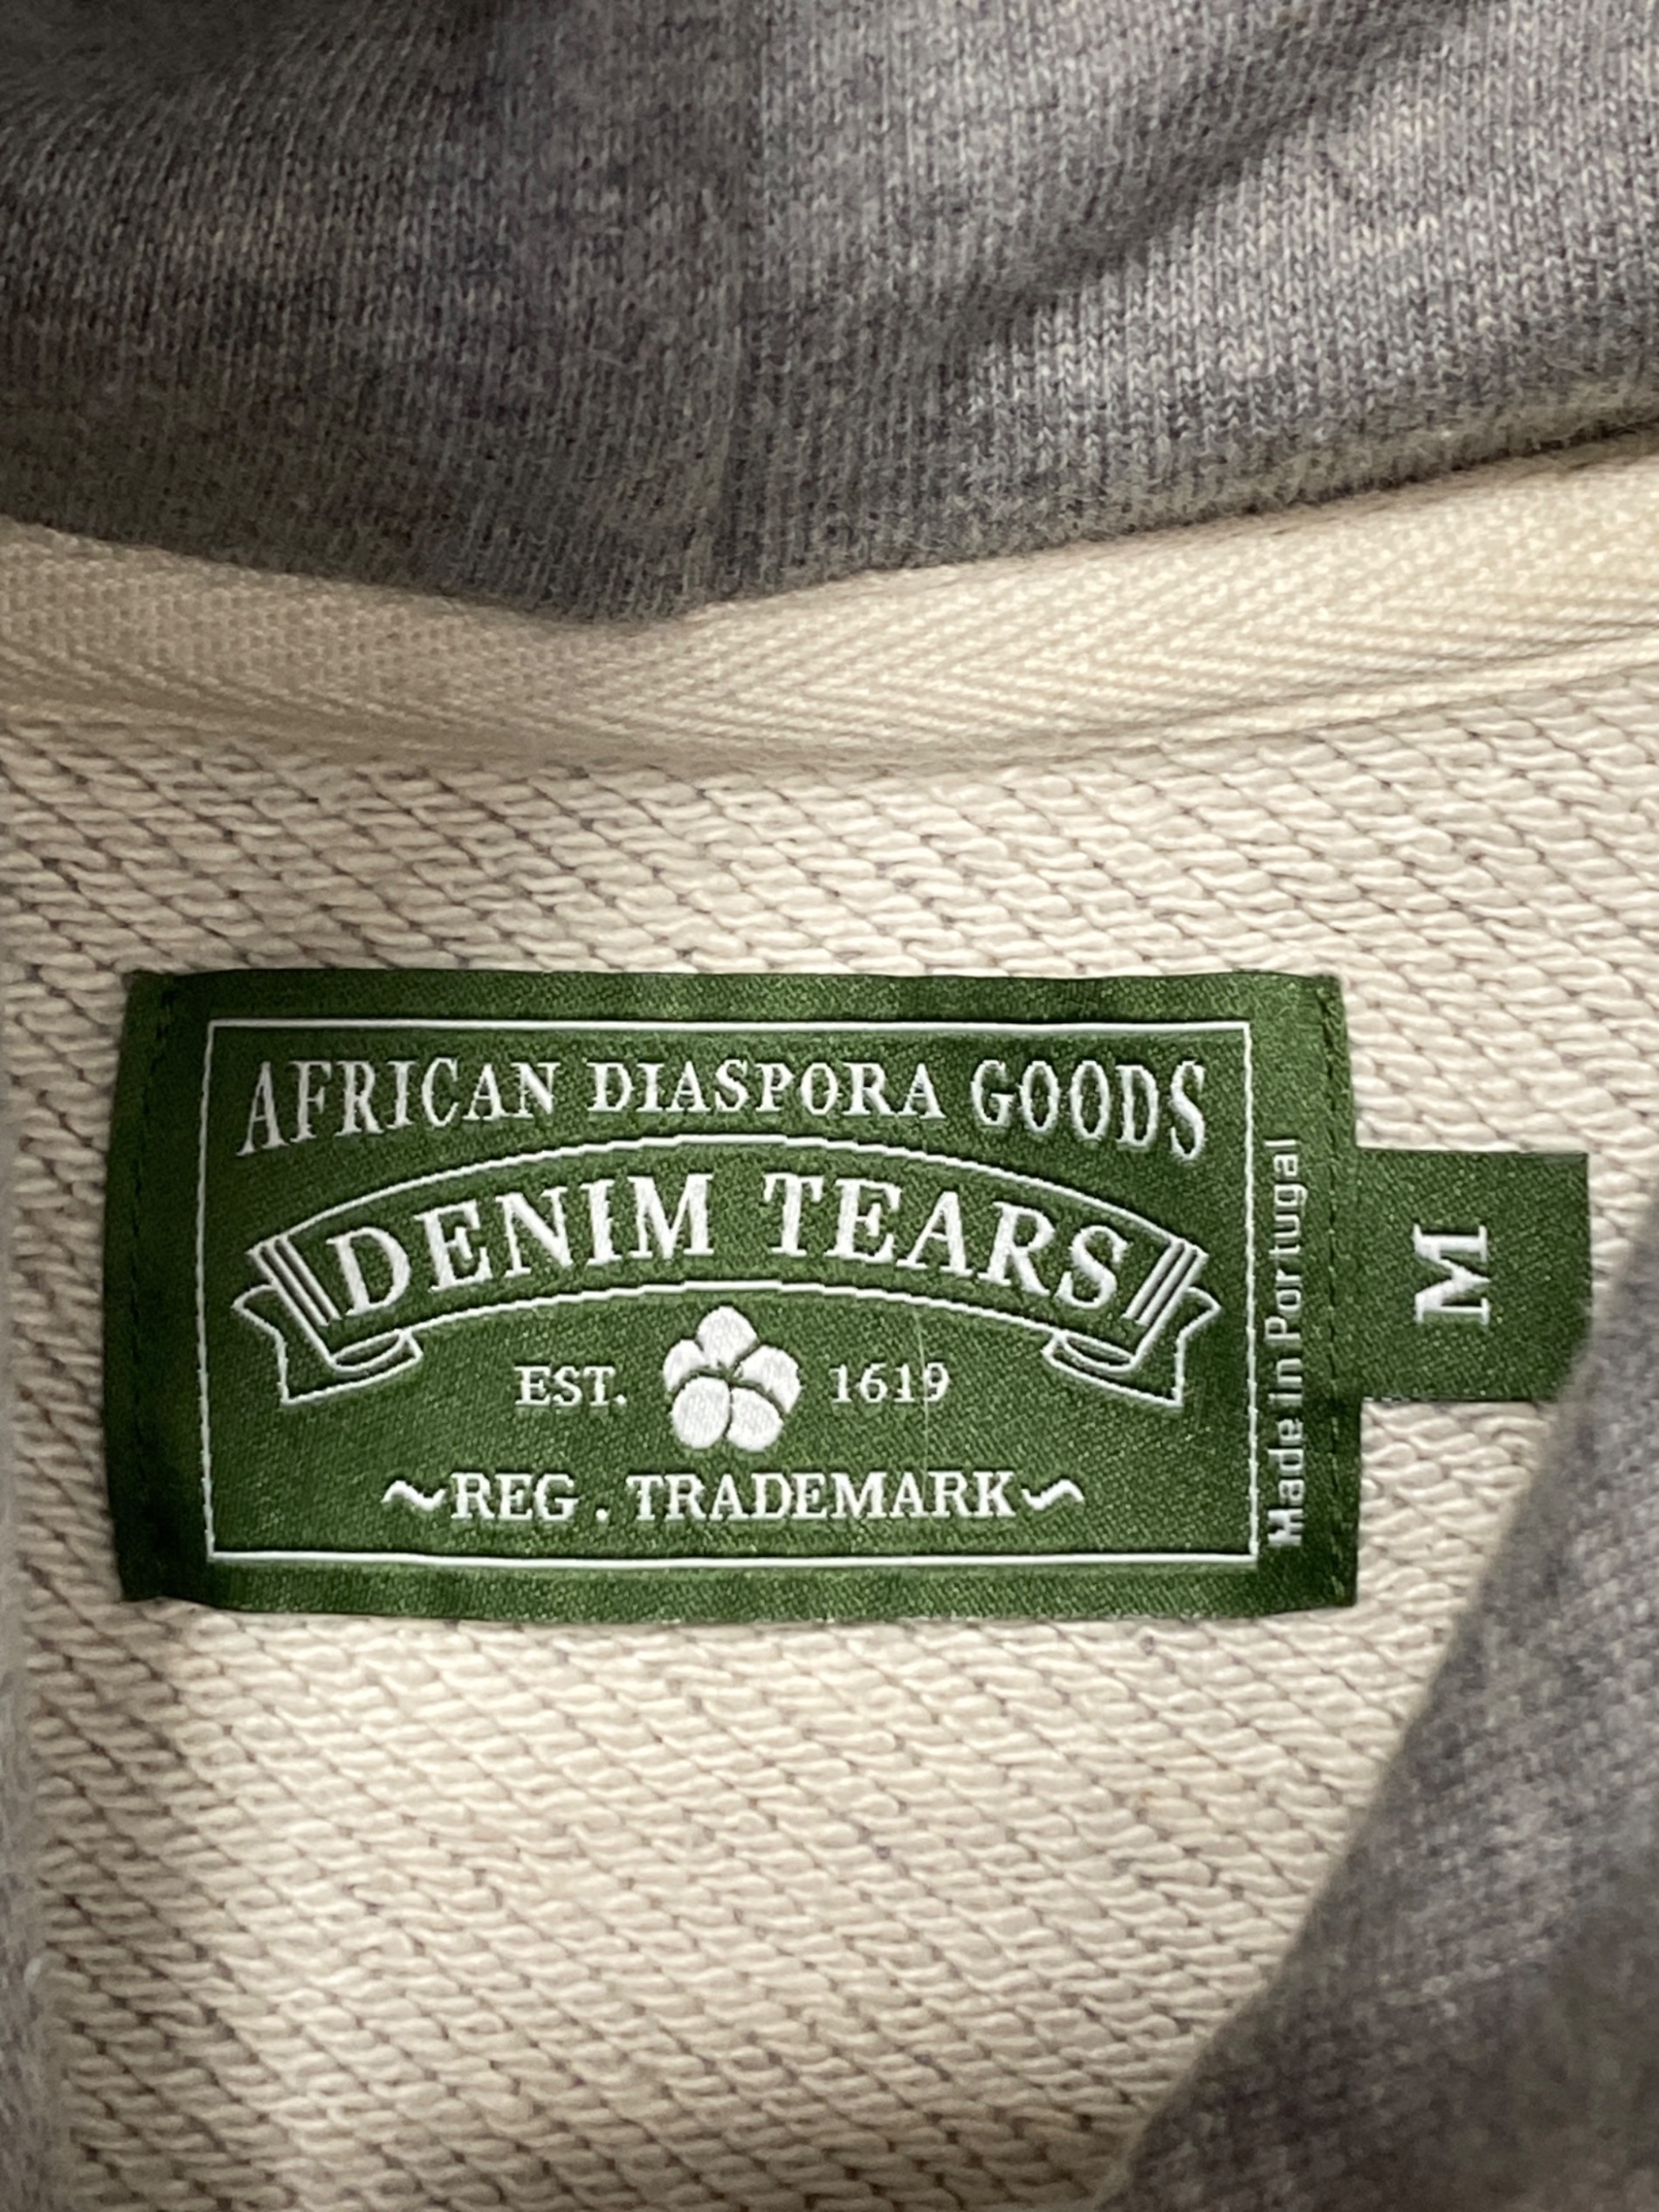 AFRICAN DIASPORA GOODS
DENIM TEARS
EST. 1619
~REG. TRADEMARK~
Made in Portugal
M